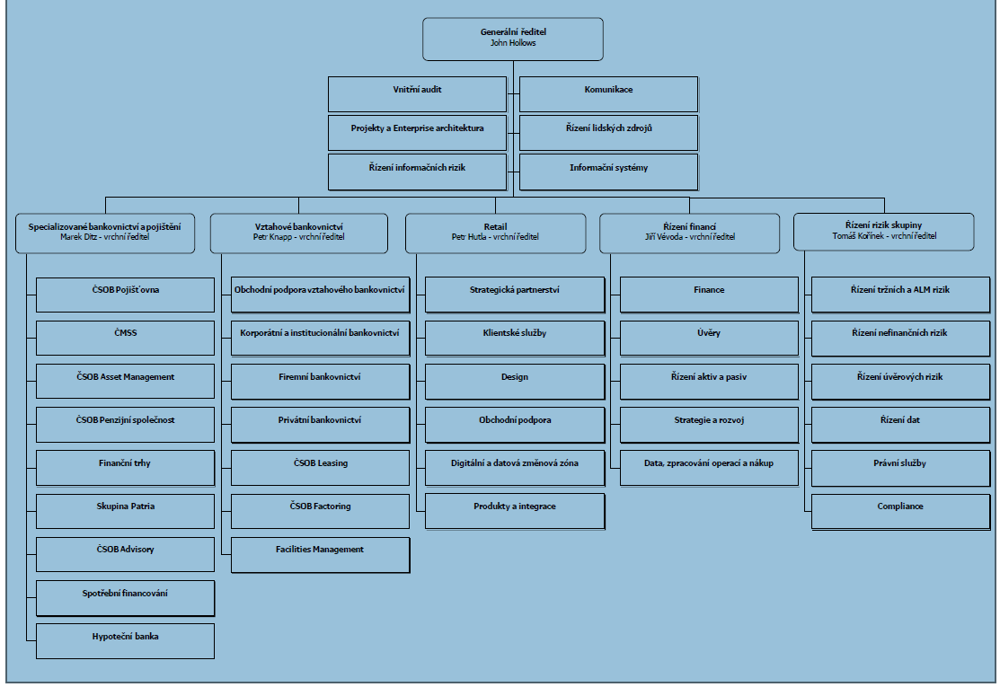 Generální ředitel
John Hollows
Vnitřní audit
Komunikace
Projekty a Enterprise architektura
Řízení lidských zdrojů
Řízení informačních rizik
Informační systémy
Specializované bankovnictví a pojištění
Marek Ditz - vrchní ředitel
Vztahové bankovnictví
Petr Knapp - vrchní ředitel
Retail
Petr Hutla - vrchní ředitel
Řízení financí
Jiří Vévoda - vrchní ředitel
Řízení rizik skupiny
Tomáš Kořínek - vrchní ředitel
ČSOB Pojišťovna
ČMSS
ČSOB Asset Management
ČSOB Penzijní společnost
Finanční trhy
Skupina Patria
ČSOB Advisory
Spotřební financování
Hypoteční banka
Obchodní podpora vztahového bankovnictví
Korporátní a institucionální bankovnictví
Firemní bankovnictví
Privátní bankovnictví
ČSOB Leasing
ČSOB Factoring
Facilities Management
Strategická partnerství
Klientské služby
Design
Obchodní podpora
Digitální a datová změnová zóna
Produkty a integrace
Finance
Úvěry
Řízení aktiv a pasiv
Strategie a rozvoj
Data, zpracování operací a nákup
Řízení tržních a ALM rizik
Řízení nefinančních rizik
Řízení úvěrových rizik
Řízení dat
Právní služby
Compliance